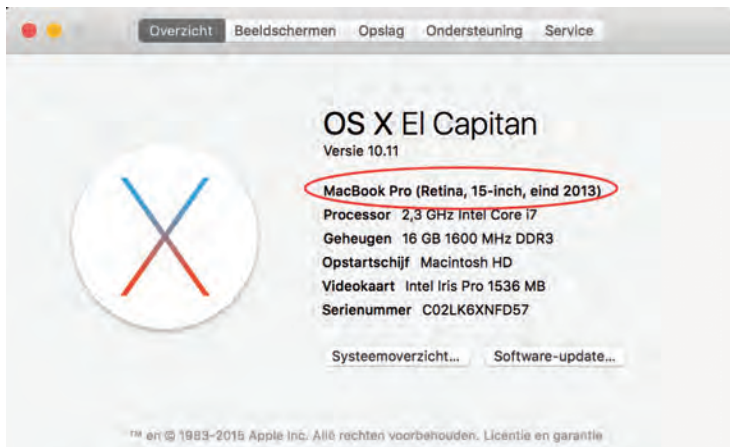 Overzicht Beeldschermen Opslag Ondersteuning Service
OS X El Capitan
Versie 10.11
MacBook Pro (Retina, 15-inch, eind 2013)
Processor 2,3 GHz Intel Core i7
Geheugen 16 GB 1600 MHz DDR3
Opstartschijf Macintosh HD
Videokaart Intel Iris Pro 1536 MB
Serienummer C02LK6XNFD57
Systeemoverzicht... Software-update...
™ en © 1983-2015 Apple Inc. Alle rechten voorbehouden. Licentie en garantie